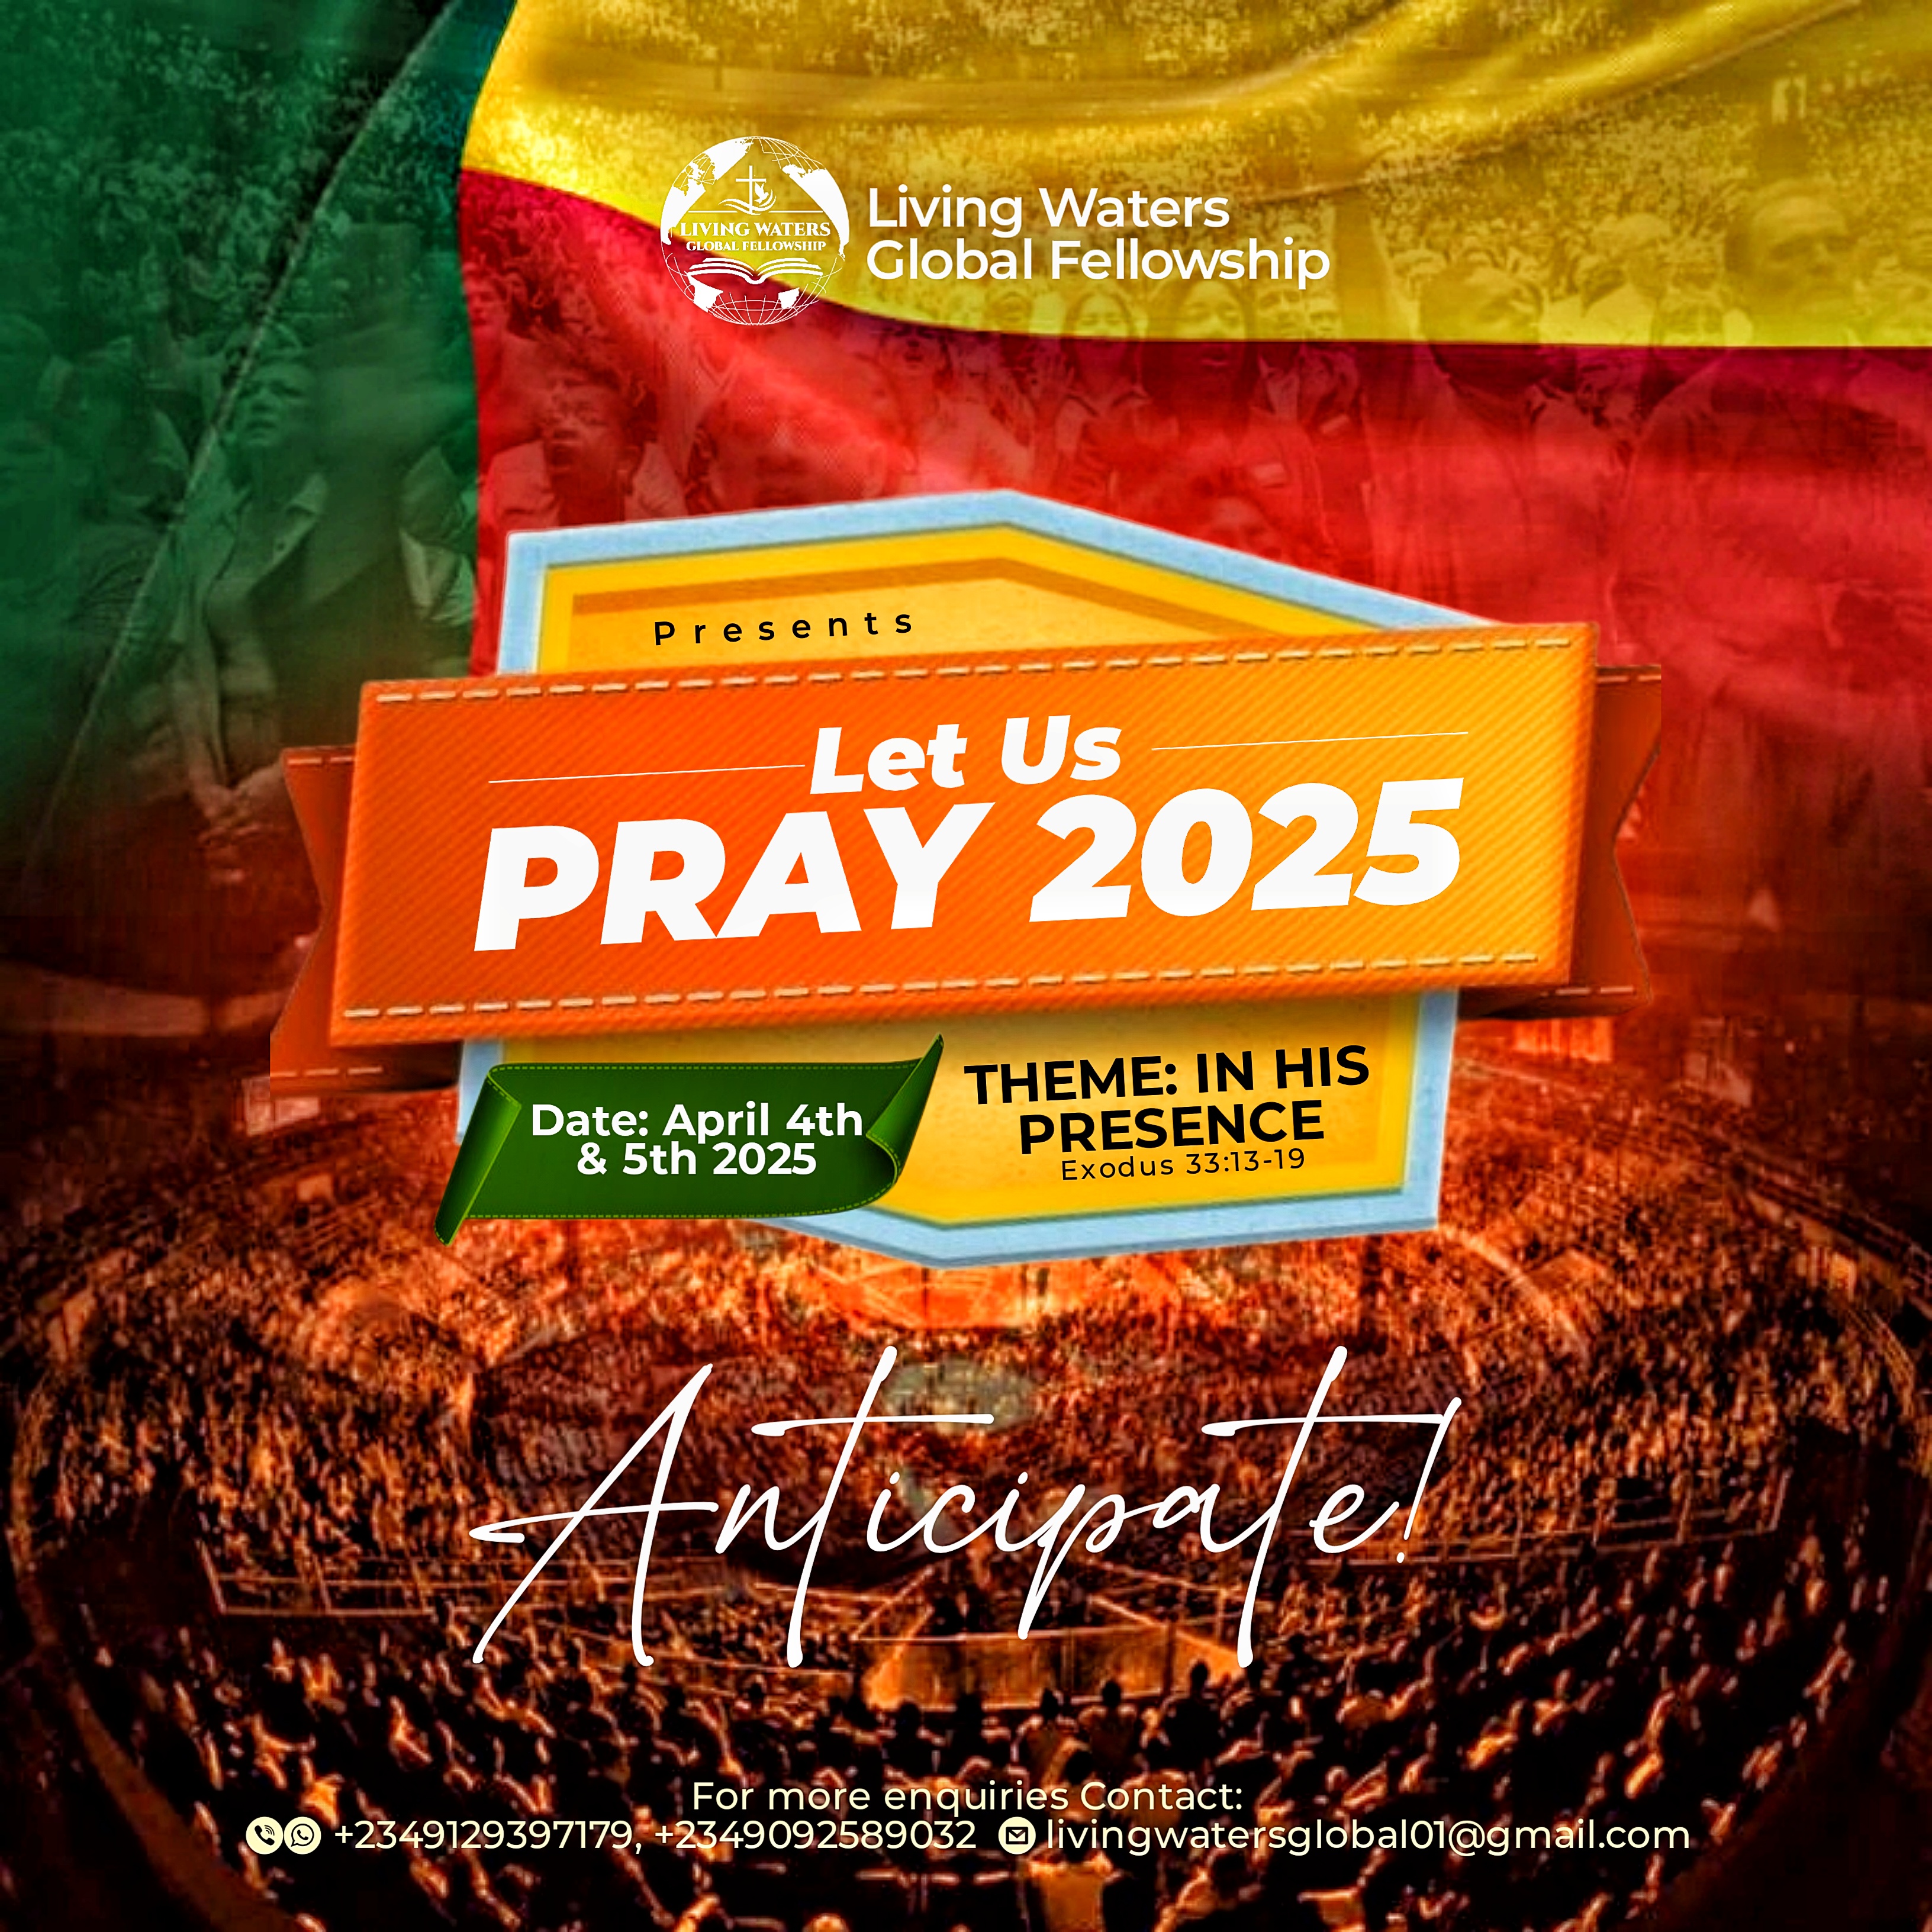 LIVING WATERS
GLOBAL FELLOWSHIP
Living Waters
Global Fellowship
Presents
Let Us
PRAY 2025
Date: April 4th
& 5th 2025
THEME: IN HIS
PRESENCE
Exodus 33:13-19
Anticipate!
For more enquiries Contact:
+2349129397179, +2349092589032 livingwatersglobal01@gmail.com